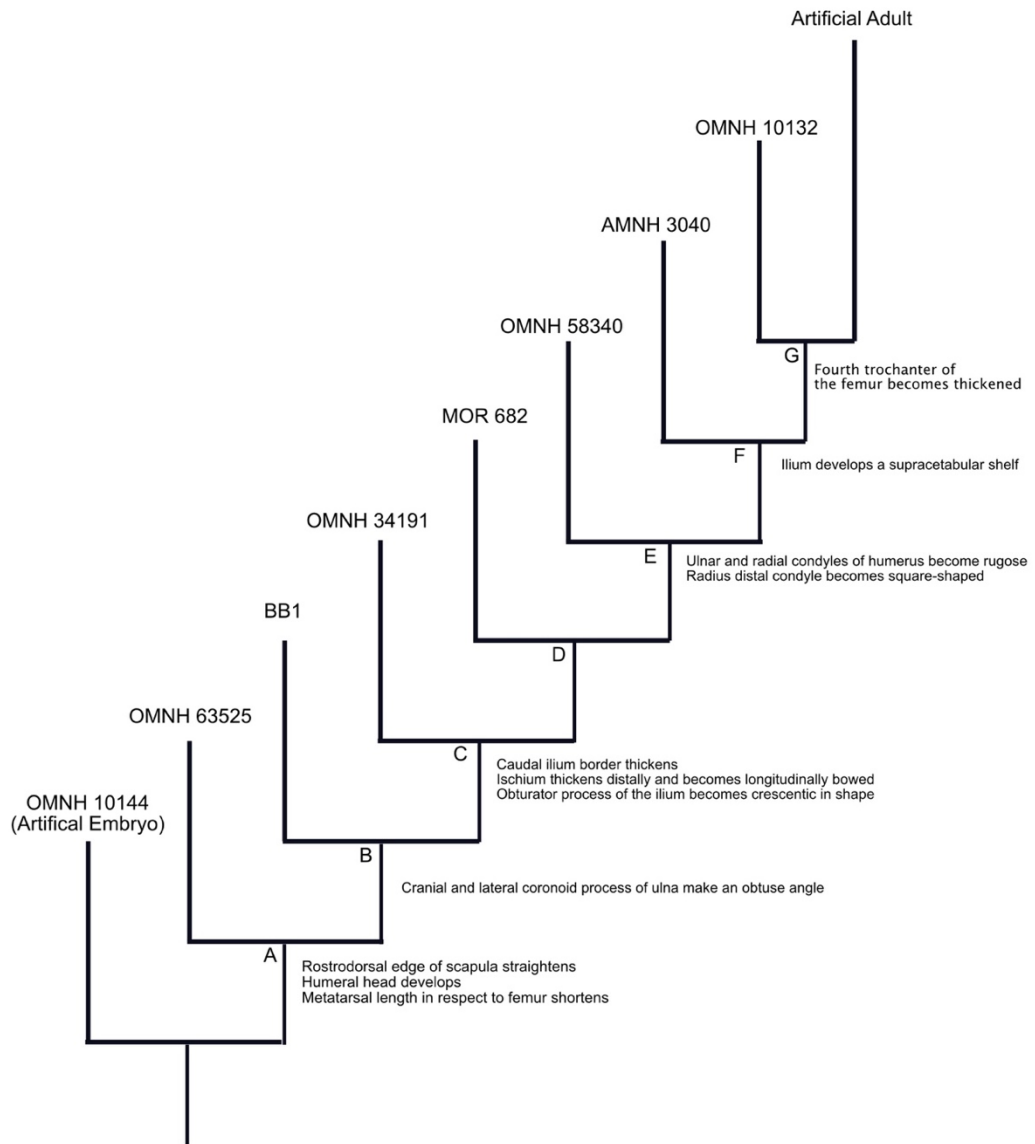 Artificial Adult
OMNH 10132
AMNH 3040
OMNH 58340
G
Fourth trochanter of
the femur becomes thickened
MOR 682
F
Ilium develops a supracetabular shelf
OMNH 34191
E
Ulnar and radial condyles of humerus become rugose
Radius distal condyle becomes square-shaped
BB1
D
OMNH 63525
C
Caudal ilium border thickens
Ischium thickens distally and becomes longitudinally bowed
Obturator process of the ilium becomes crescentic in shape
OMNH 10144
(Artifical Embryo)
B
Cranial and lateral coronoid process of ulna make an obtuse angle
A
Rostrodorsal edge of scapula straightens
Humeral head develops
Metatarsal length in respect to femur shortens